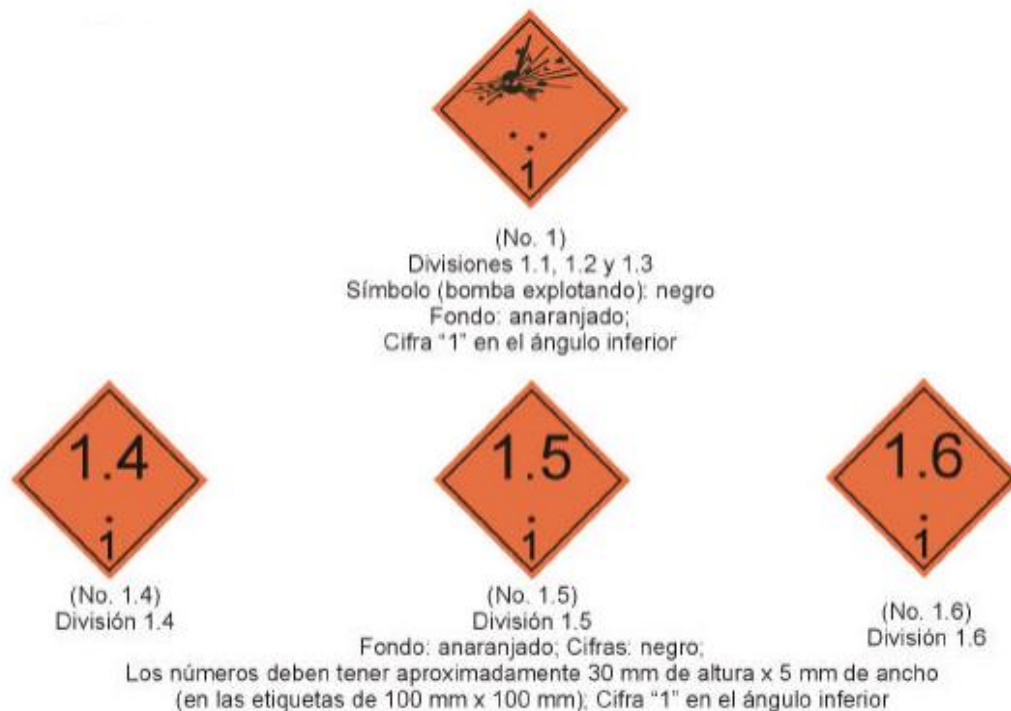 1
(No. 1)
Divisiones 1.1, 1.2 y 1.3
Símbolo (bomba explotando): negro
Fondo: anaranjado;
Cifra “1” en el ángulo inferior
1.4
1
(No. 1.4)
División 1.4
1.5
1
(No. 1.5)
División 1.5
1.6
1
(No. 1.6)
División 1.6
Fondo: anaranjado; Cifras: negro;
Los números deben tener aproximadamente 30 mm de altura x 5 mm de ancho
(en las etiquetas de 100 mm x 100 mm); Cifra “1” en el ángulo inferior